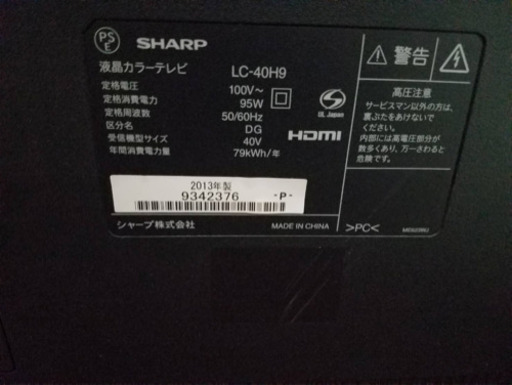 PS
E
SHARP
液晶カラーテレビ LC-40H9
定格電圧 100V~
定格消費電力 95W
定格周波数 50/60Hz
区分名 DG
受信機型サイズ 40V
年間消費電力量 79kWh/年
UL Japan
HDMI
2013年製
9342376 -P-
シャープ株式会社 MADE IN CHINA
警告
高圧注意
サービスマン以外の方は、
裏ぶたをあけないで
ください。
内部には高電圧部分が
数多くあり、万一さわると
危険です。
>PC<